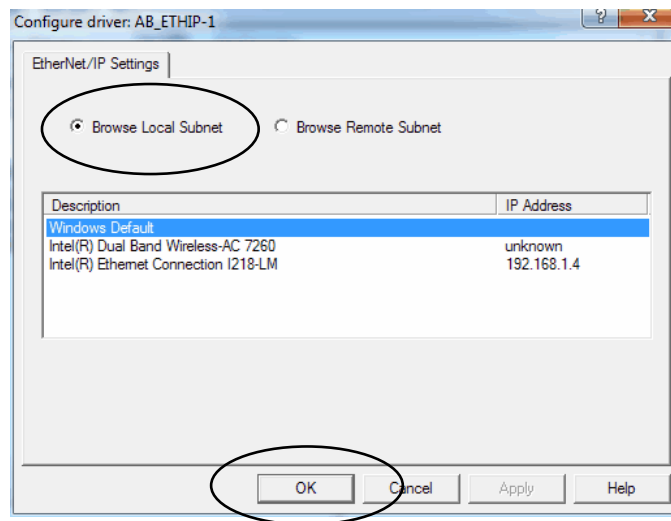 Configure driver: AB_ETHIP-1
EtherNet/IP Settings
Browse Local Subnet Browse Remote Subnet
Description IP Address
Windows Default
Intel(R) Dual Band Wireless-AC 7260 unknown
Intel(R) Ethernet Connection I218-LM 192.168.1.4
OK Cancel Apply Help